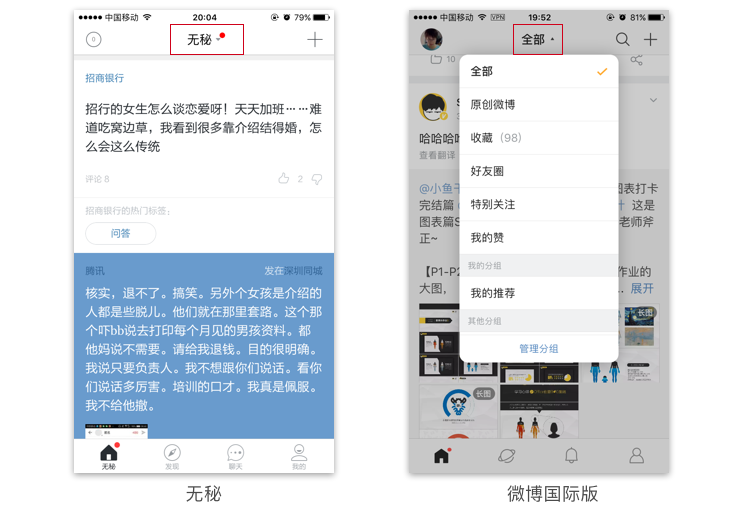 中国移动 20:04 79%
0 无秘
招商银行
招行的女生怎么谈恋爱呀！天天加班……难
道吃窝边草，我看到很多靠介绍结得婚，怎
么会这么传统
评论 8 2
招商银行的热门标签：
问答
腾讯 发在深圳同城
核实，退不了。搞笑。另外个女孩是介绍的
人都是些脱儿。他们就在那里套路。这个那
个吓bb说去打印每个月见的男孩资料。都
他妈说不需要。请给我退钱。目的很明确。
我说只要负责人。我不想跟你们说话。看你
们说话多厉害。培训的口才。我真是佩服。
我不给他撤。
无秘 发现 聊天 我的
无秘
中国移动 VPN 19:52 81%
全部
10
全部
原创微博
收藏（98）
好友圈
特别关注
我的赞
我的分组
我的推荐
其他分组
管理分组
S
哈哈哈哈
查看翻译
@小鱼干 图表打卡
完结篇 这是
图表篇S 老师斧
正~
【P1-P2 作业的
大图， ... 展开
长图
长图
微博国际版